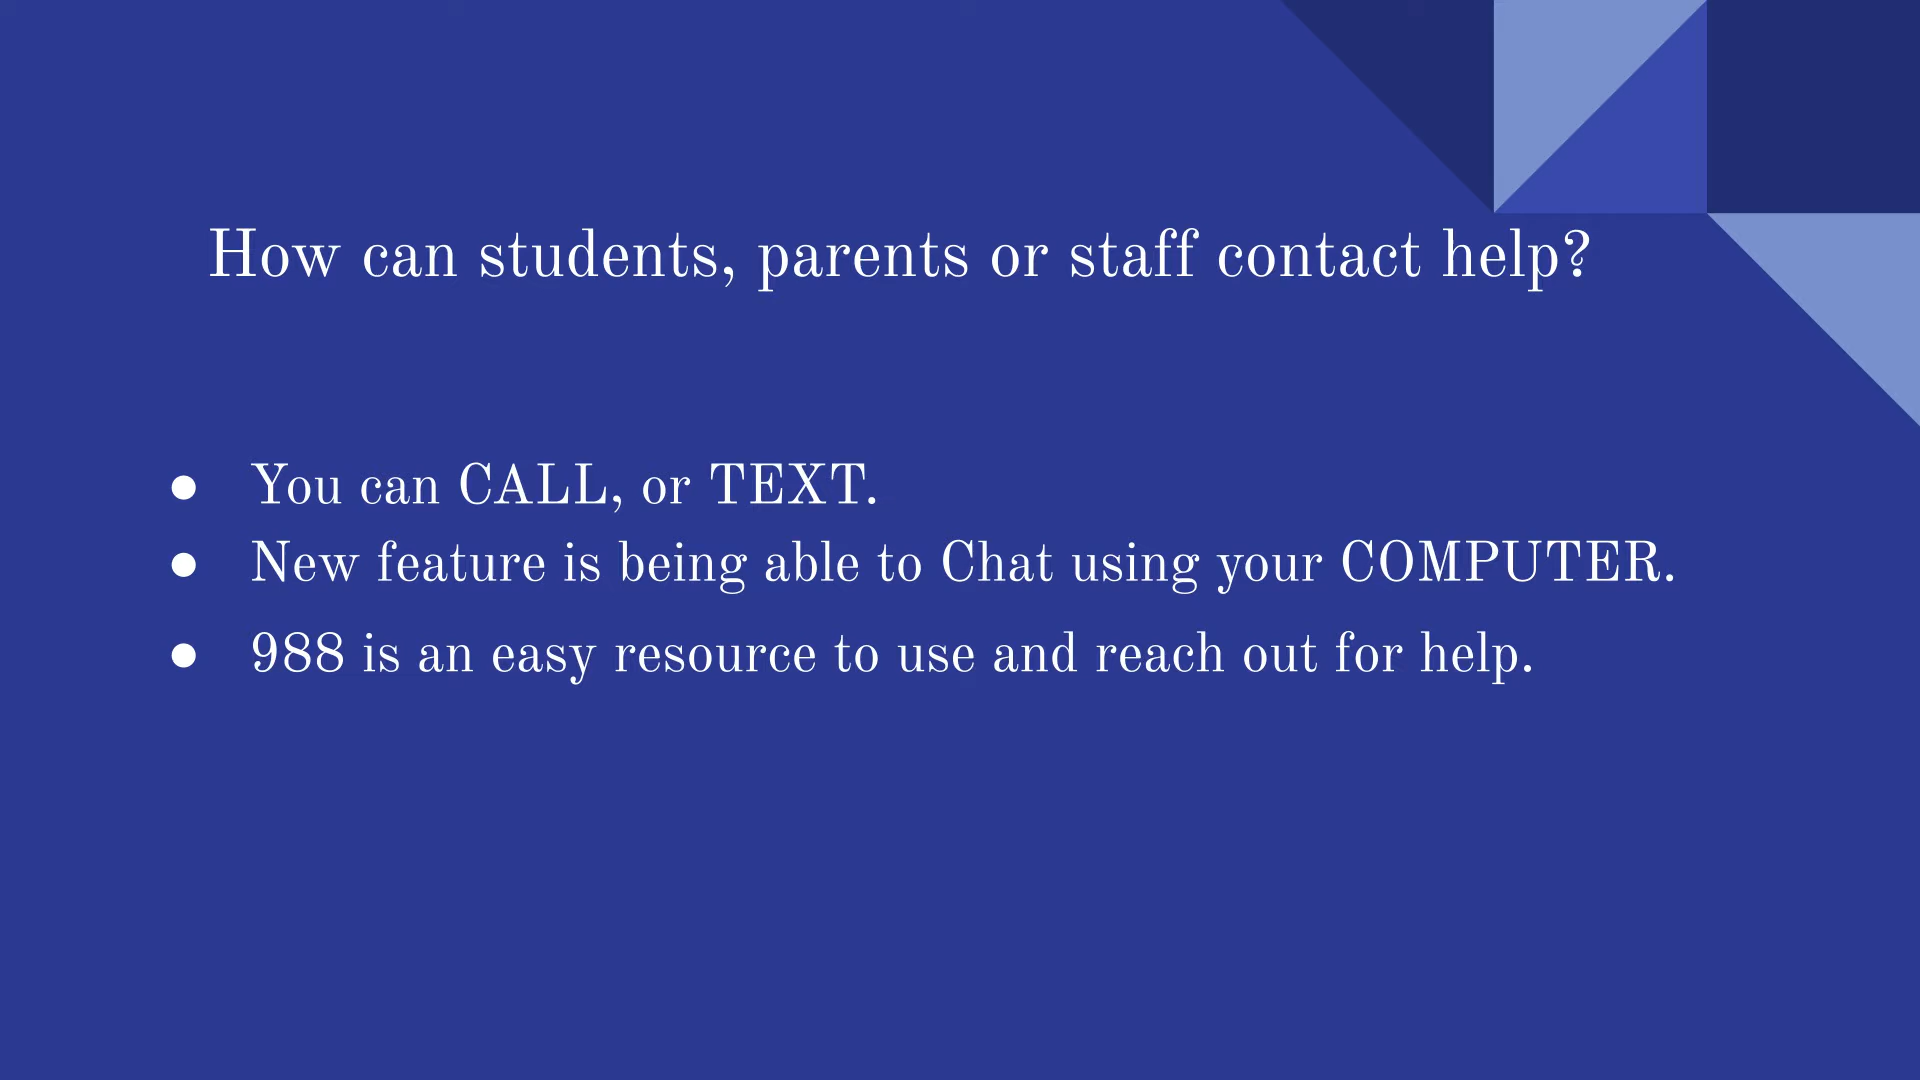 How can students, parents or staff contact help?
● You can CALL, or TEXT.
● New feature is being able to Chat using your COMPUTER.
● 988 is an easy resource to use and reach out for help.